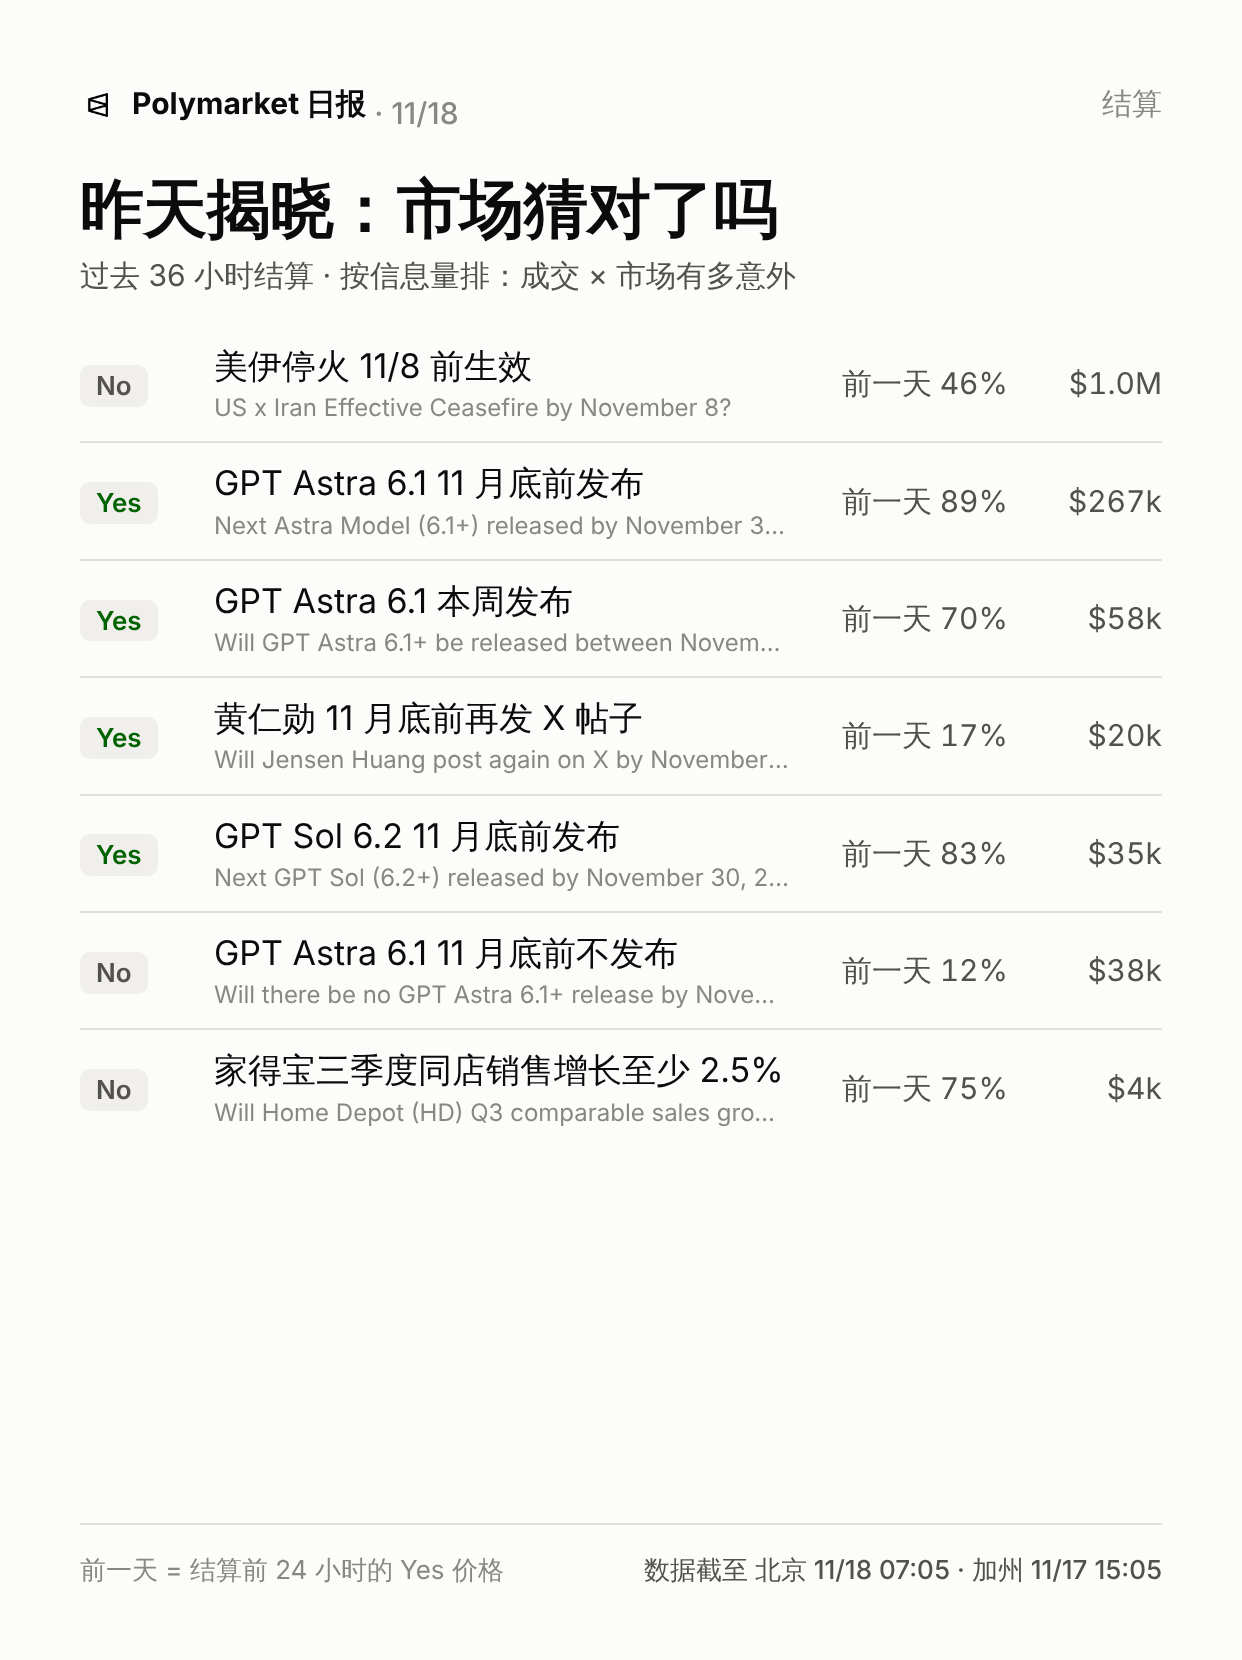 Polymarket 日报 · 11/18
结算
昨天揭晓：市场猜对了吗
过去 36 小时结算 · 按信息量排：成交 × 市场有多意外
No
美伊停火 11/8 前生效
US x Iran Effective Ceasefire by November 8?
前一天 46%
$1.0M
Yes
GPT Astra 6.1 11 月底前发布
Next Astra Model (6.1+) released by November 3...
前一天 89%
$267k
Yes
GPT Astra 6.1 本周发布
Will GPT Astra 6.1+ be released between Novem...
前一天 70%
$58k
Yes
黄仁勋 11 月底前再发 X 帖子
Will Jensen Huang post again on X by November...
前一天 17%
$20k
Yes
GPT Sol 6.2 11 月底前发布
Next GPT Sol (6.2+) released by November 30, 2...
前一天 83%
$35k
No
GPT Astra 6.1 11 月底前不发布
Will there be no GPT Astra 6.1+ release by Nove...
前一天 12%
$38k
No
家得宝三季度同店销售增长至少 2.5%
Will Home Depot (HD) Q3 comparable sales gro...
前一天 75%
$4k
前一天 = 结算前 24 小时的 Yes 价格
数据截至 北京 11/18 07:05 · 加州 11/17 15:05